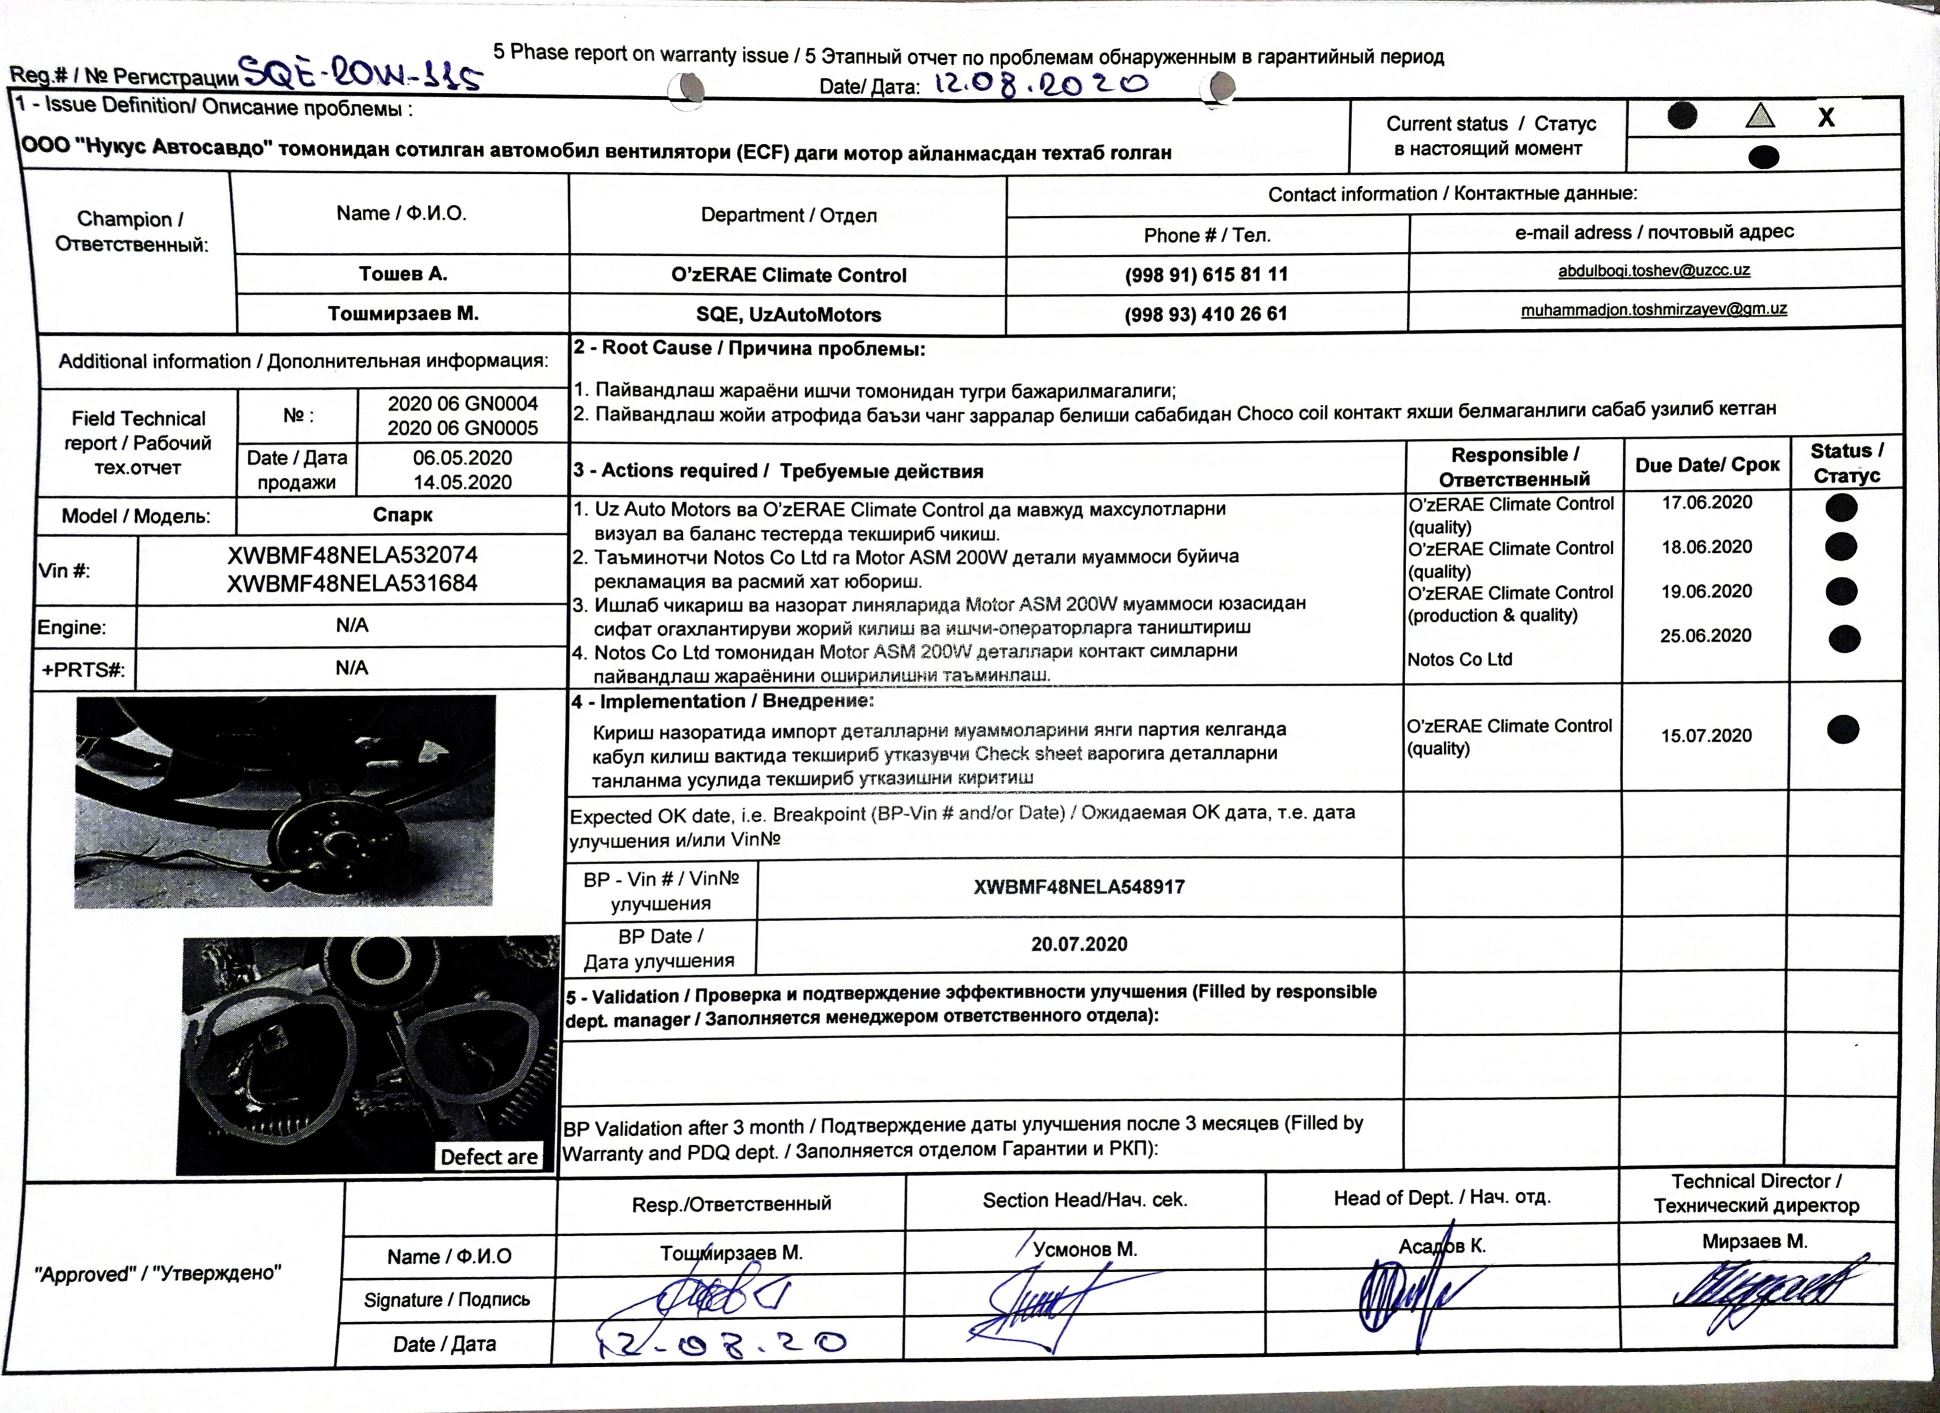 5 Phase report on warranty issue / 5 Этапный отчет по проблемам обнаруженным в гарантийный период
Reg.# / № Регистрации SQE-ROW-115
Date/ Дата: 12.08.2020
1 - Issue Definition/ Описание проблемы :
ООО "Нукус Автосавдо" томонидан сотилган автомобил вентилятори (ECF) даги мотор айланмасдан техтаб голган
Current status / Статус
в настоящий момент
X
Champion /
Ответственный:
Name / Ф.И.О.
Department / Отдел
Contact information / Контактные данные:
Phone # / Тел.
e-mail adress / почтовый адрес
Тошев А.
O'zERAE Climate Control
(998 91) 615 81 11
abdulboqi.toshev@uzcc.uz
Тошмирзаев М.
SQE, UzAutoMotors
(998 93) 410 26 61
muhammadjon.toshmirzayev@gm.uz
Additional information / Дополнительная информация:
Field Technical
report / Рабочий
тех.отчет
№ :
2020 06 GN0004
2020 06 GN0005
Date / Дата
продажи
06.05.2020
14.05.2020
Model / Модель:
Спарк
Vin #:
XWBMF48NELA532074
XWBMF48NELA531684
Engine:
N/A
+PRTS#:
N/A
Defect are
2 - Root Cause / Причина проблемы:
1. Пайвандлаш жараёни ишчи томонидан тугри бажарилмагалиги;
2. Пайвандлаш жойи атрофида баъзи чанг зарралар белиши сабабидан Choco coil контакт яхши белмаганлиги сабаб узилиб кетган
3 - Actions required / Требуемые действия
Responsible /
Ответственный
Due Date/ Срок
Status /
Статус
1. Uz Auto Motors ва O'zERAE Climate Control да мавжуд махсулотларни
визуал ва баланс тестерда текшириб чикиш.
2. Таъминотчи Notos Co Ltd га Motor ASM 200W детали муаммоси буйича
рекламация ва расмий хат юбориш.
3. Ишлаб чикариш ва назорат линяларида Motor ASM 200W муаммоси юзасидан
сифат огахлантируви жорий килиш ва ишчи-операторларга таништириш
4. Notos Co Ltd томонидан Motor ASM 200W деталлари контакт симларни
пайвандлаш жараёнини оширилишни таъминлаш.
O'zERAE Climate Control
(quality)
O'zERAE Climate Control
(quality)
O'zERAE Climate Control
(production & quality)
Notos Co Ltd
17.06.2020
18.06.2020
19.06.2020
25.06.2020
4 - Implementation / Внедрение:
Кириш назоратида импорт деталларни муаммоларини янги партия келганда
кабул килиш вактида текшириб утказувчи Check sheet варогига деталларни
танланма усулида текшириб утказишни киритиш
O'zERAE Climate Control
(quality)
15.07.2020
Expected OK date, i.e. Breakpoint (BP-Vin # and/or Date) / Ожидаемая ОК дата, т.е. дата
улучшения и/или Vin№
BP - Vin # / Vin№
улучшения
XWBMF48NELA548917
BP Date /
Дата улучшения
20.07.2020
5 - Validation / Проверка и подтверждение эффективности улучшения (Filled by responsible
dept. manager / Заполняется менеджером ответственного отдела):
BP Validation after 3 month / Подтверждение даты улучшения после 3 месяцев (Filled by
Warranty and PDQ dept. / Заполняется отделом Гарантии и РКП):
"Approved" / "Утверждено"
Resp./Ответственный
Section Head/Нач. сек.
Head of Dept. / Нач. отд.
Technical Director /
Технический директор
Name / Ф.И.О
Тошмирзаев М.
Усмонов М.
Асадов К.
Мирзаев М.
Signature / Подпись
Date / Дата
12-08.20